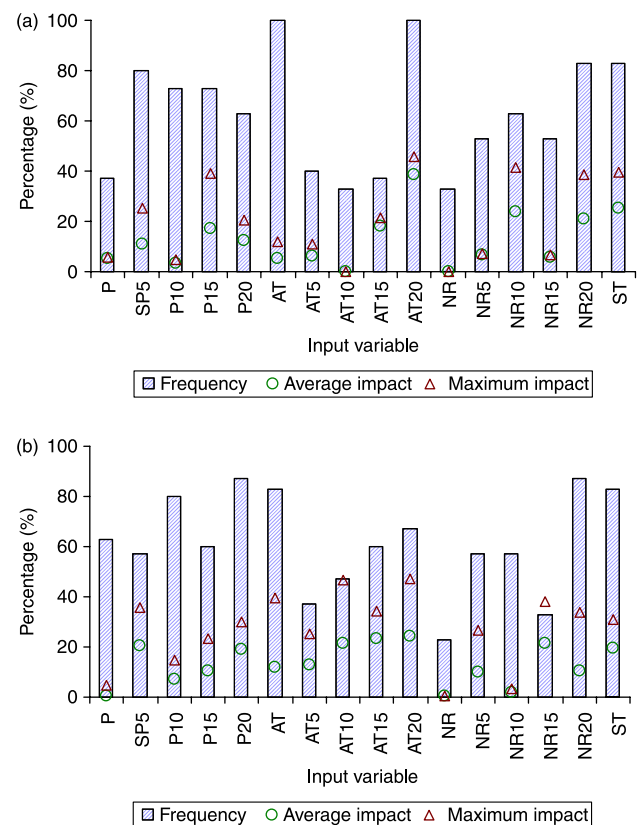 (a)
100
80
60
40
20
0
Percentage (%)
P SP5 P10 P15 P20 AT AT5 AT10 AT15 AT20 NR NR5 NR10 NR15 NR20 ST
Input variable
Frequency Average impact Maximum impact
(b)
100
80
60
40
20
0
Percentage (%)
P SP5 P10 P15 P20 AT AT5 AT10 AT15 AT20 NR NR5 NR10 NR15 NR20 ST
Input variable
Frequency Average impact Maximum impact